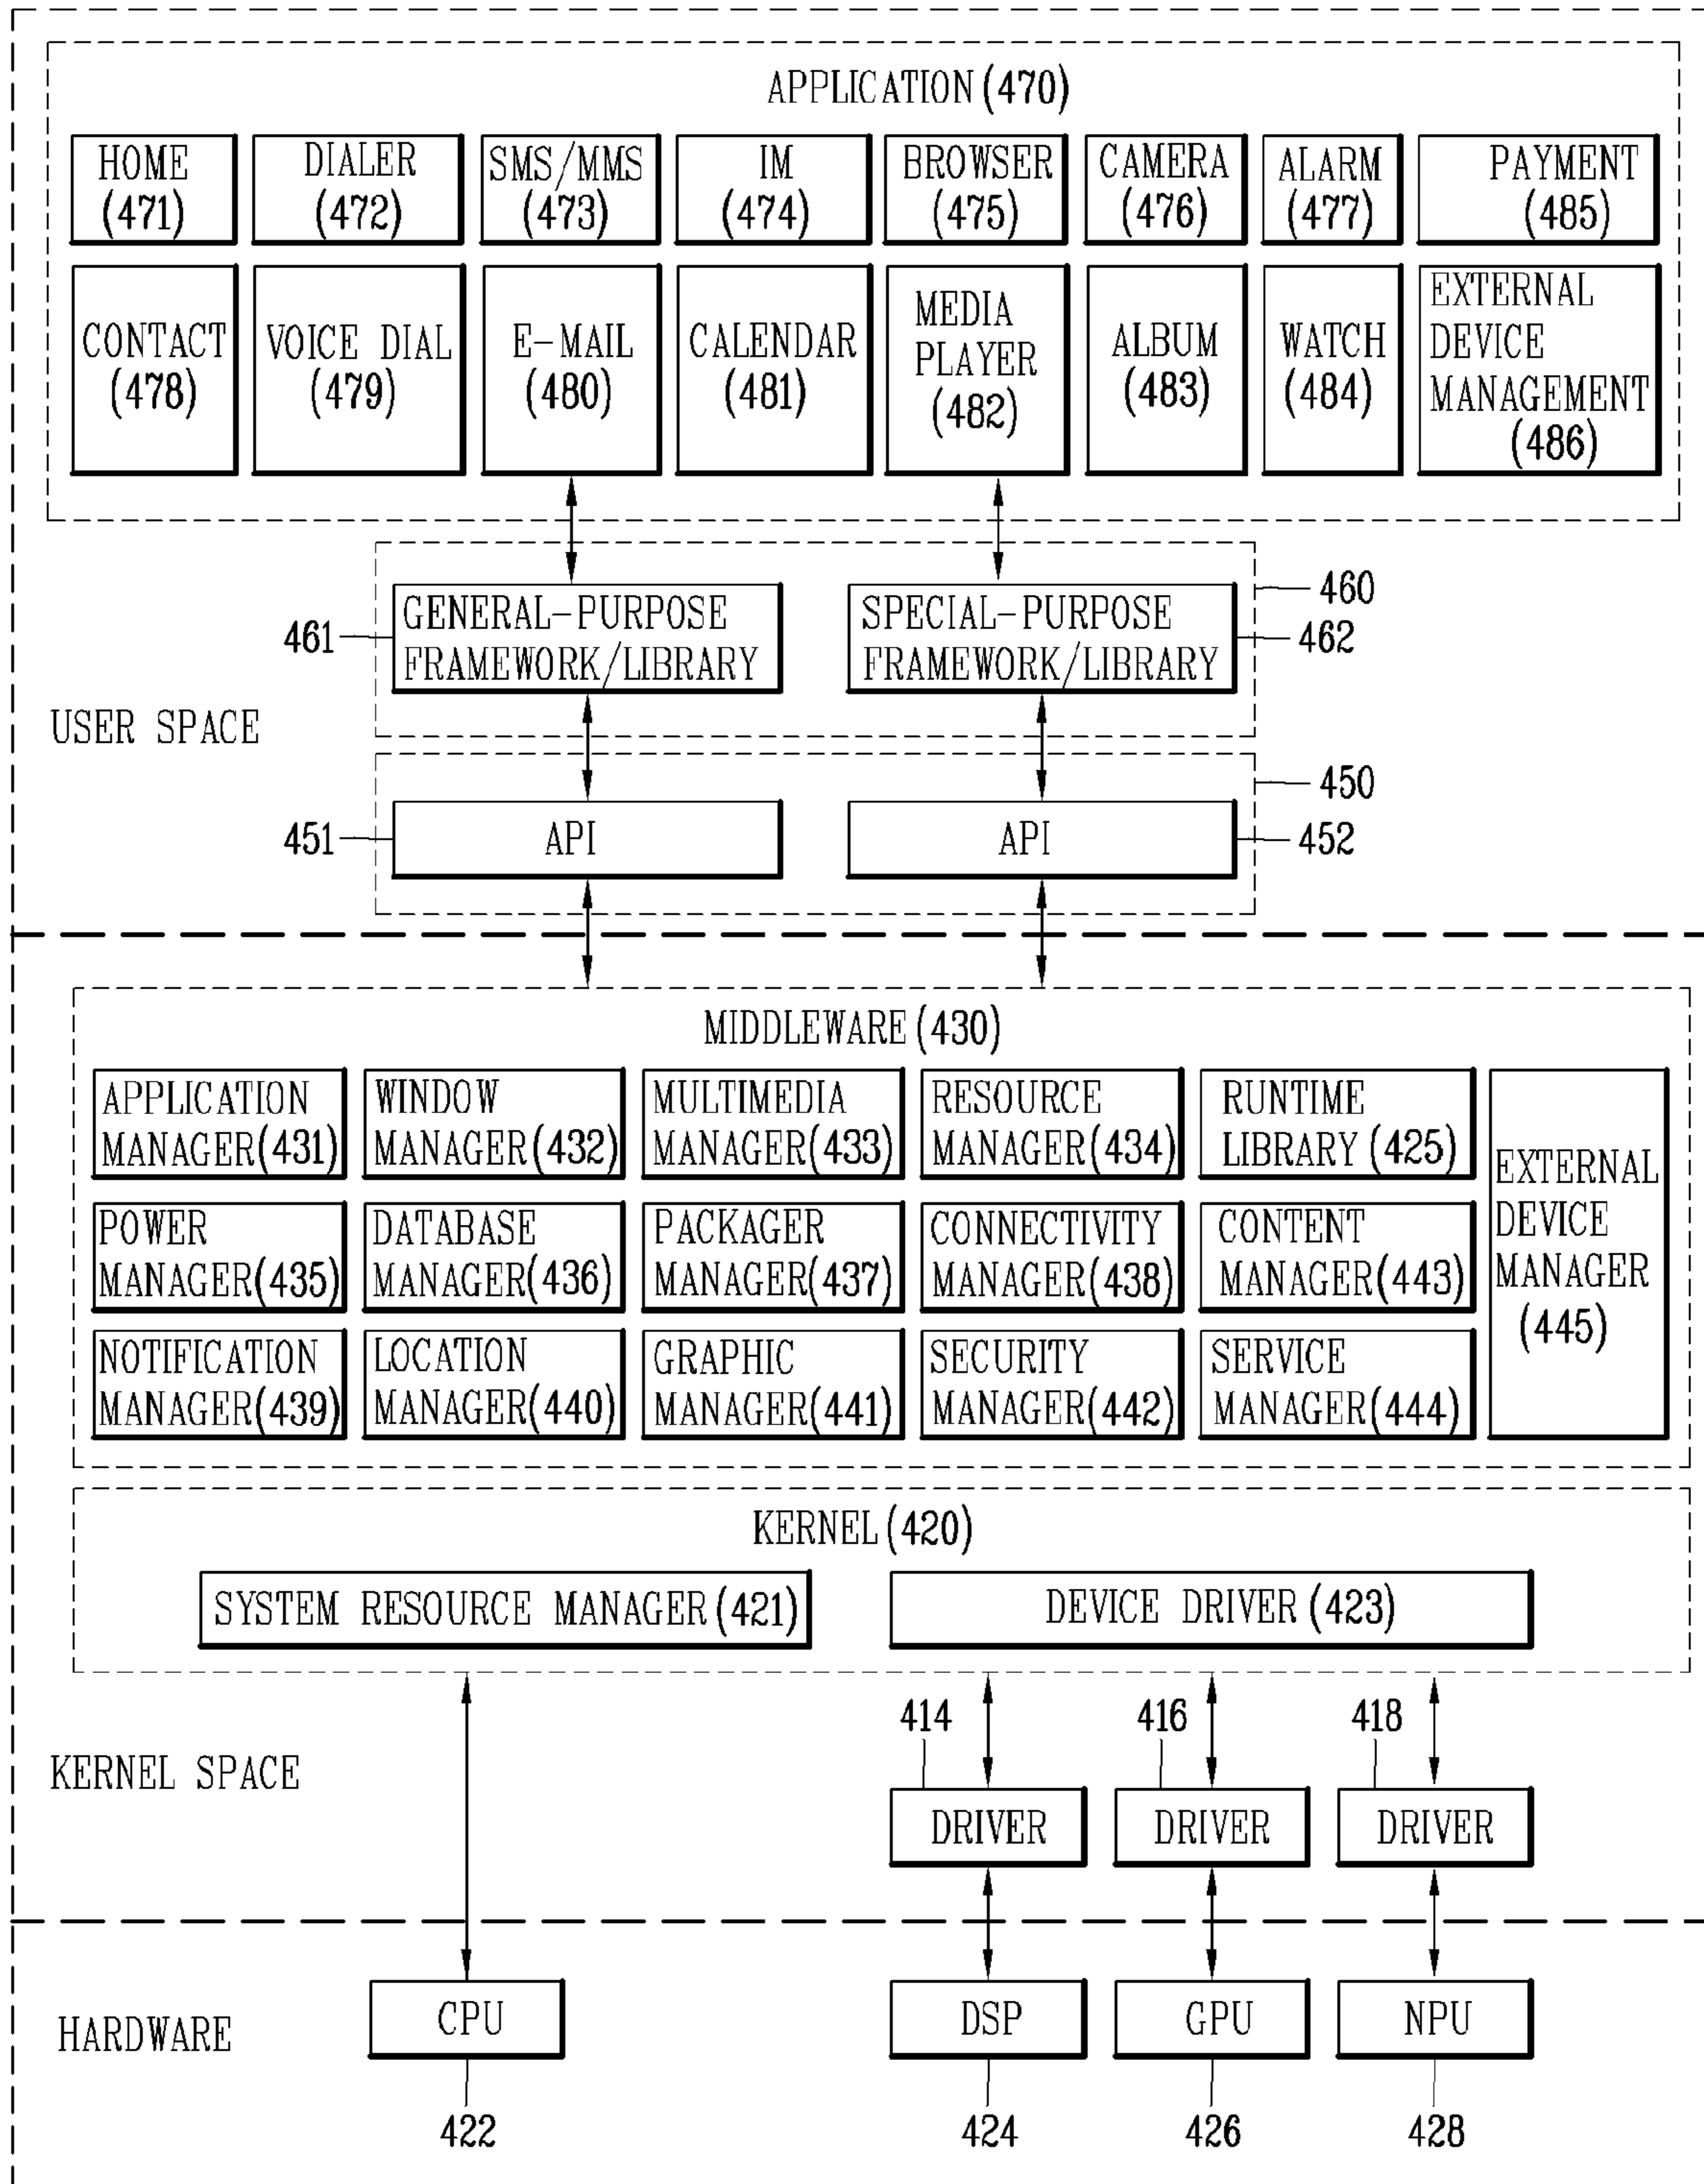 APPLICATION(470)
HOME
(471)
DIALER
(472)
SMS/MMS
(473)
IM
(474)
BROWSER
(475)
CAMERA
(476)
ALARM
(477)
PAYMENT
(485)
CONTACT
(478)
VOICE DIAL
(479)
E-MAIL
(480)
CALENDAR
(481)
MEDIA
PLAYER
(482)
ALBUM
(483)
WATCH
(484)
EXTERNAL
DEVICE
MANAGEMENT
(486)
460
461
GENERAL-PURPOSE
FRAMEWORK/LIBRARY
SPECIAL-PURPOSE
FRAMEWORK/LIBRARY
462
USER SPACE
450
451
API
API
452
MIDDLEWARE(430)
APPLICATION
MANAGER(431)
WINDOW
MANAGER(432)
MULTIMEDIA
MANAGER(433)
RESOURCE
MANAGER(434)
RUNTIME
LIBRARY(425)
EXTERNAL
DEVICE
MANAGER
(445)
POWER
MANAGER(435)
DATABASE
MANAGER(436)
PACKAGER
MANAGER(437)
CONNECTIVITY
MANAGER(438)
CONTENT
MANAGER(443)
NOTIFICATION
MANAGER(439)
LOCATION
MANAGER(440)
GRAPHIC
MANAGER(441)
SECURITY
MANAGER(442)
SERVICE
MANAGER(444)
KERNEL(420)
SYSTEM RESOURCE MANAGER(421)
DEVICE DRIVER(423)
414
416
418
KERNEL SPACE
DRIVER
DRIVER
DRIVER
HARDWARE
CPU
DSP
GPU
NPU
422
424
426
428